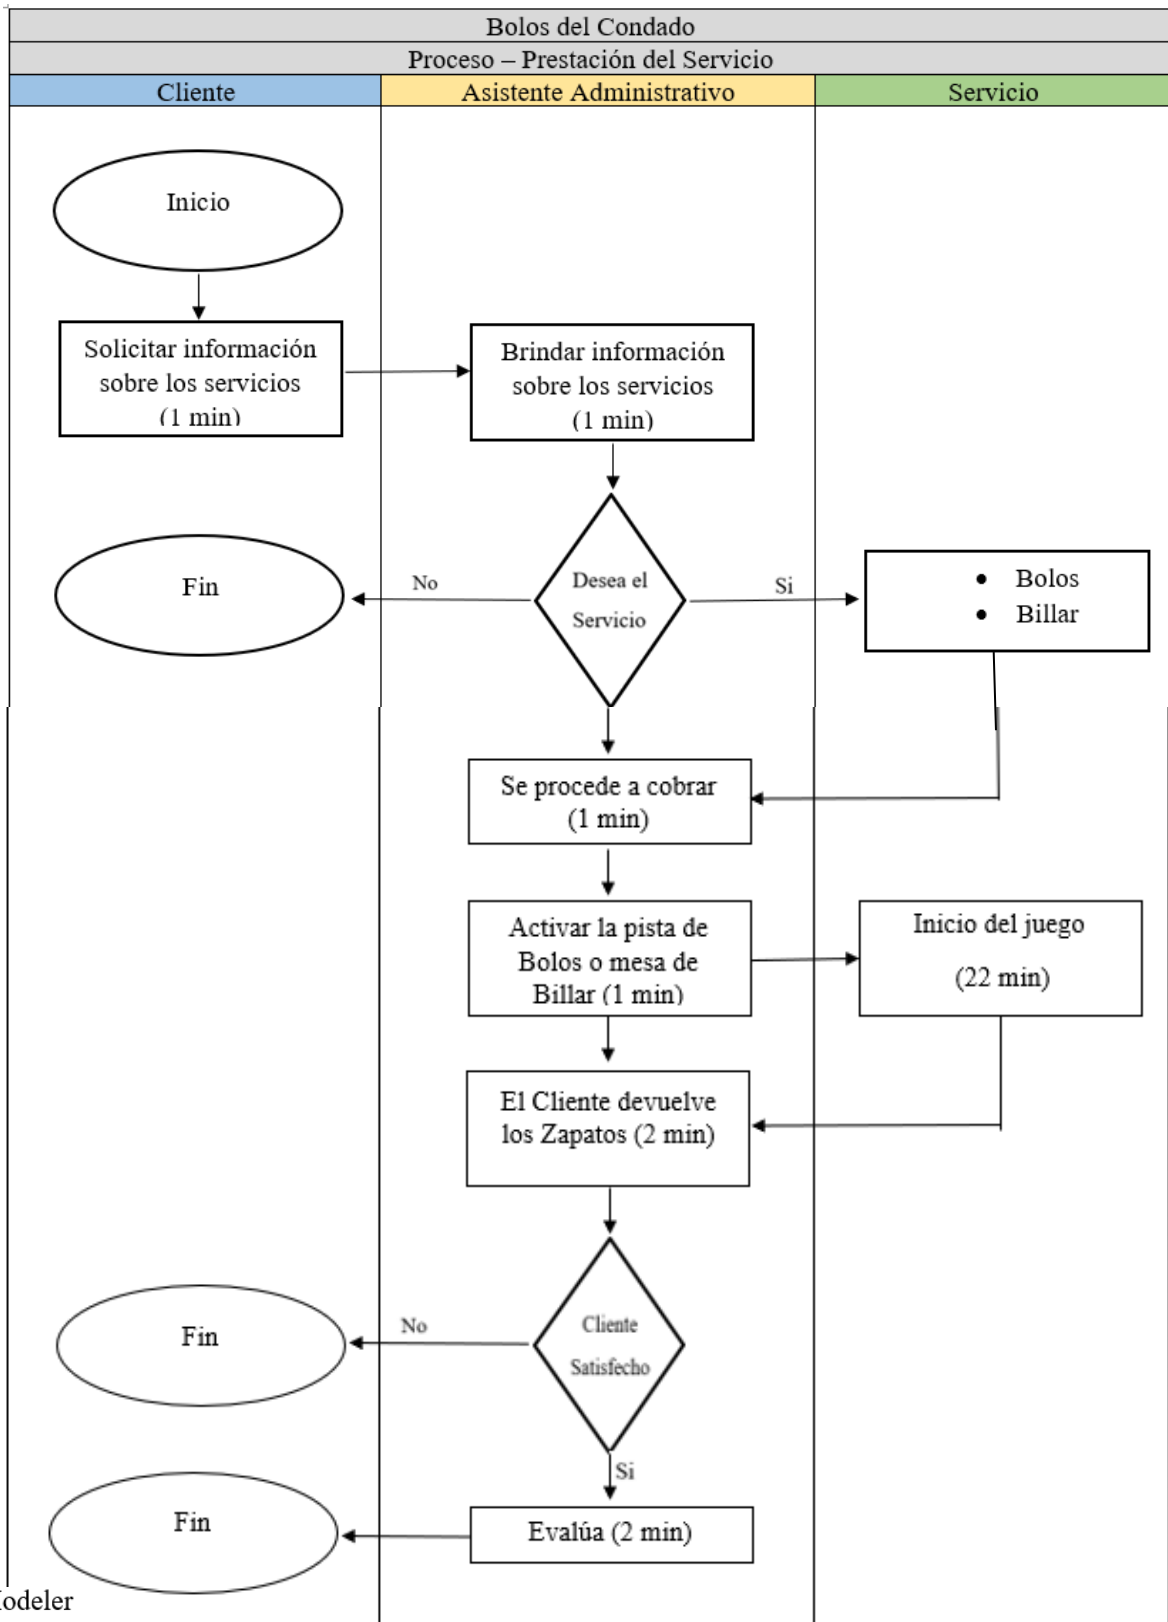 Bolos del Condado
Proceso – Prestación del Servicio
Cliente
Asistente Administrativo
Servicio
Inicio
Solicitar información
sobre los servicios
(1 min)
Brindar información
sobre los servicios
(1 min)
Fin
No
Desea el
Servicio
Si
• Bolos
• Billar
Se procede a cobrar
(1 min)
Activar la pista de
Bolos o mesa de
Billar (1 min)
Inicio del juego
(22 min)
El Cliente devuelve
los Zapatos (2 min)
Fin
No
Cliente
Satisfecho
Si
Fin
Evalúa (2 min)
odeler